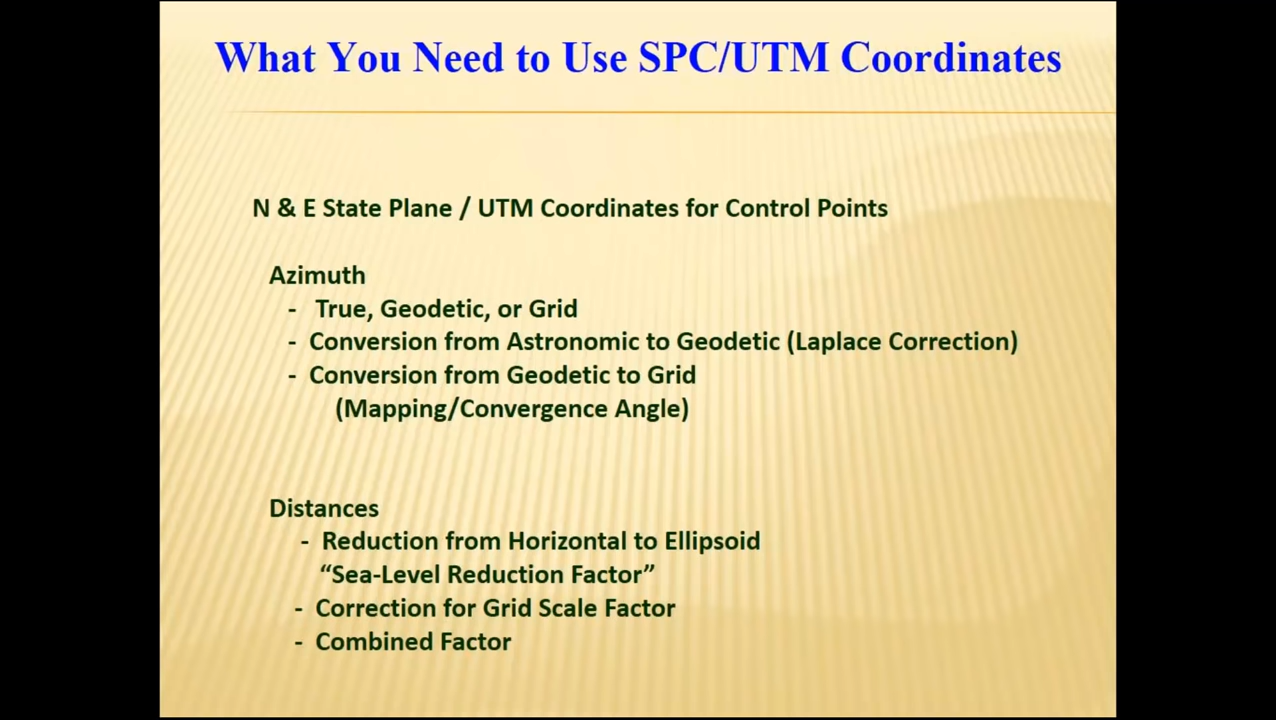 What You Need to Use SPC/UTM Coordinates
N & E State Plane / UTM Coordinates for Control Points
Azimuth
- True, Geodetic, or Grid
- Conversion from Astronomic to Geodetic (Laplace Correction)
- Conversion from Geodetic to Grid
(Mapping/Convergence Angle)
Distances
- Reduction from Horizontal to Ellipsoid
“Sea-Level Reduction Factor”
- Correction for Grid Scale Factor
- Combined Factor